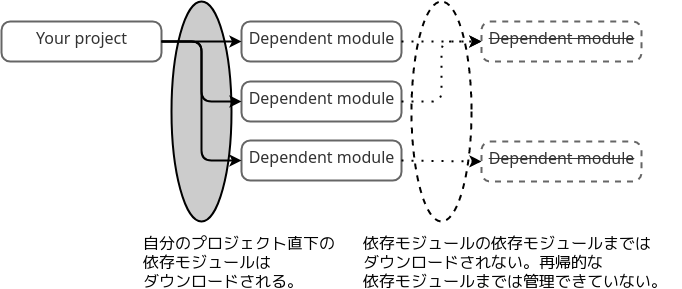 Your project
Dependent module
Dependent module
Dependent module
Dependent module
Dependent module
自分のプロジェクト直下の
依存モジュールは
ダウンロードされる。
依存モジュールの依存モジュールまでは
ダウンロードされない。再帰的な
依存モジュールまでは管理できていない。